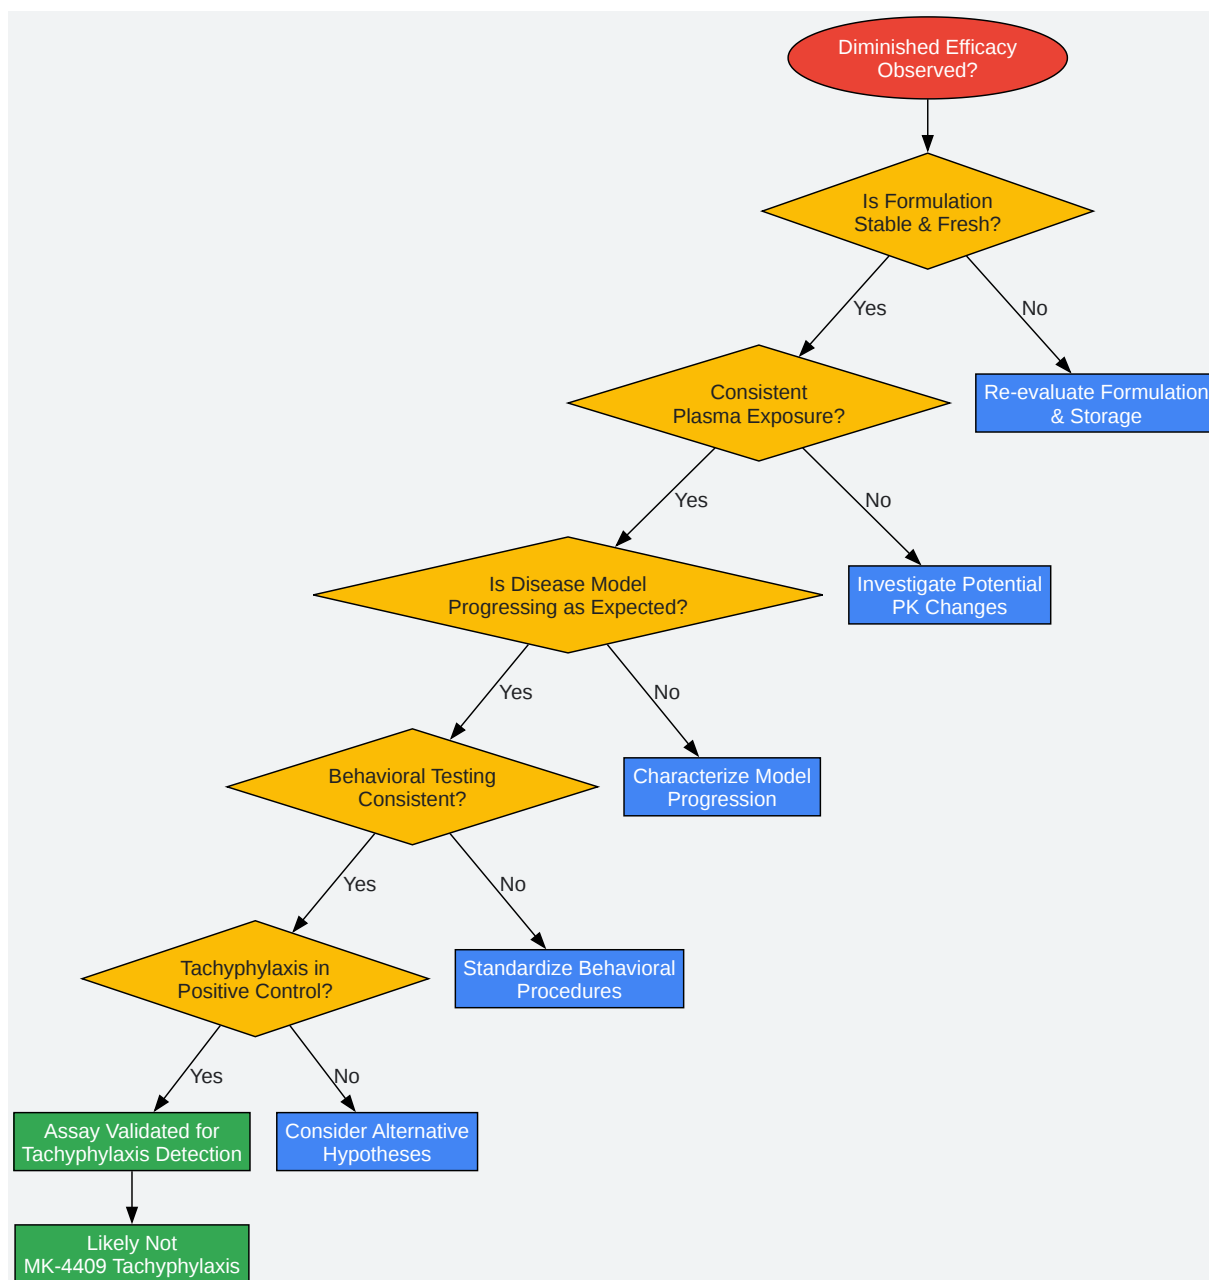 Diminished Efficacy
Observed?
Is Formulation
Stable & Fresh?
Yes
No
Consistent
Plasma Exposure?
Re-evaluate Formulation
& Storage
Yes
No
Is Disease Model
Progressing as Expected?
Investigate Potential
PK Changes
Yes
No
Behavioral Testing
Consistent?
Characterize Model
Progression
Yes
No
Tachyphylaxis in
Positive Control?
Standardize Behavioral
Procedures
Yes
No
Assay Validated for
Tachyphylaxis Detection
Consider Alternative
Hypotheses
Likely Not
MK-4409 Tachyphylaxis